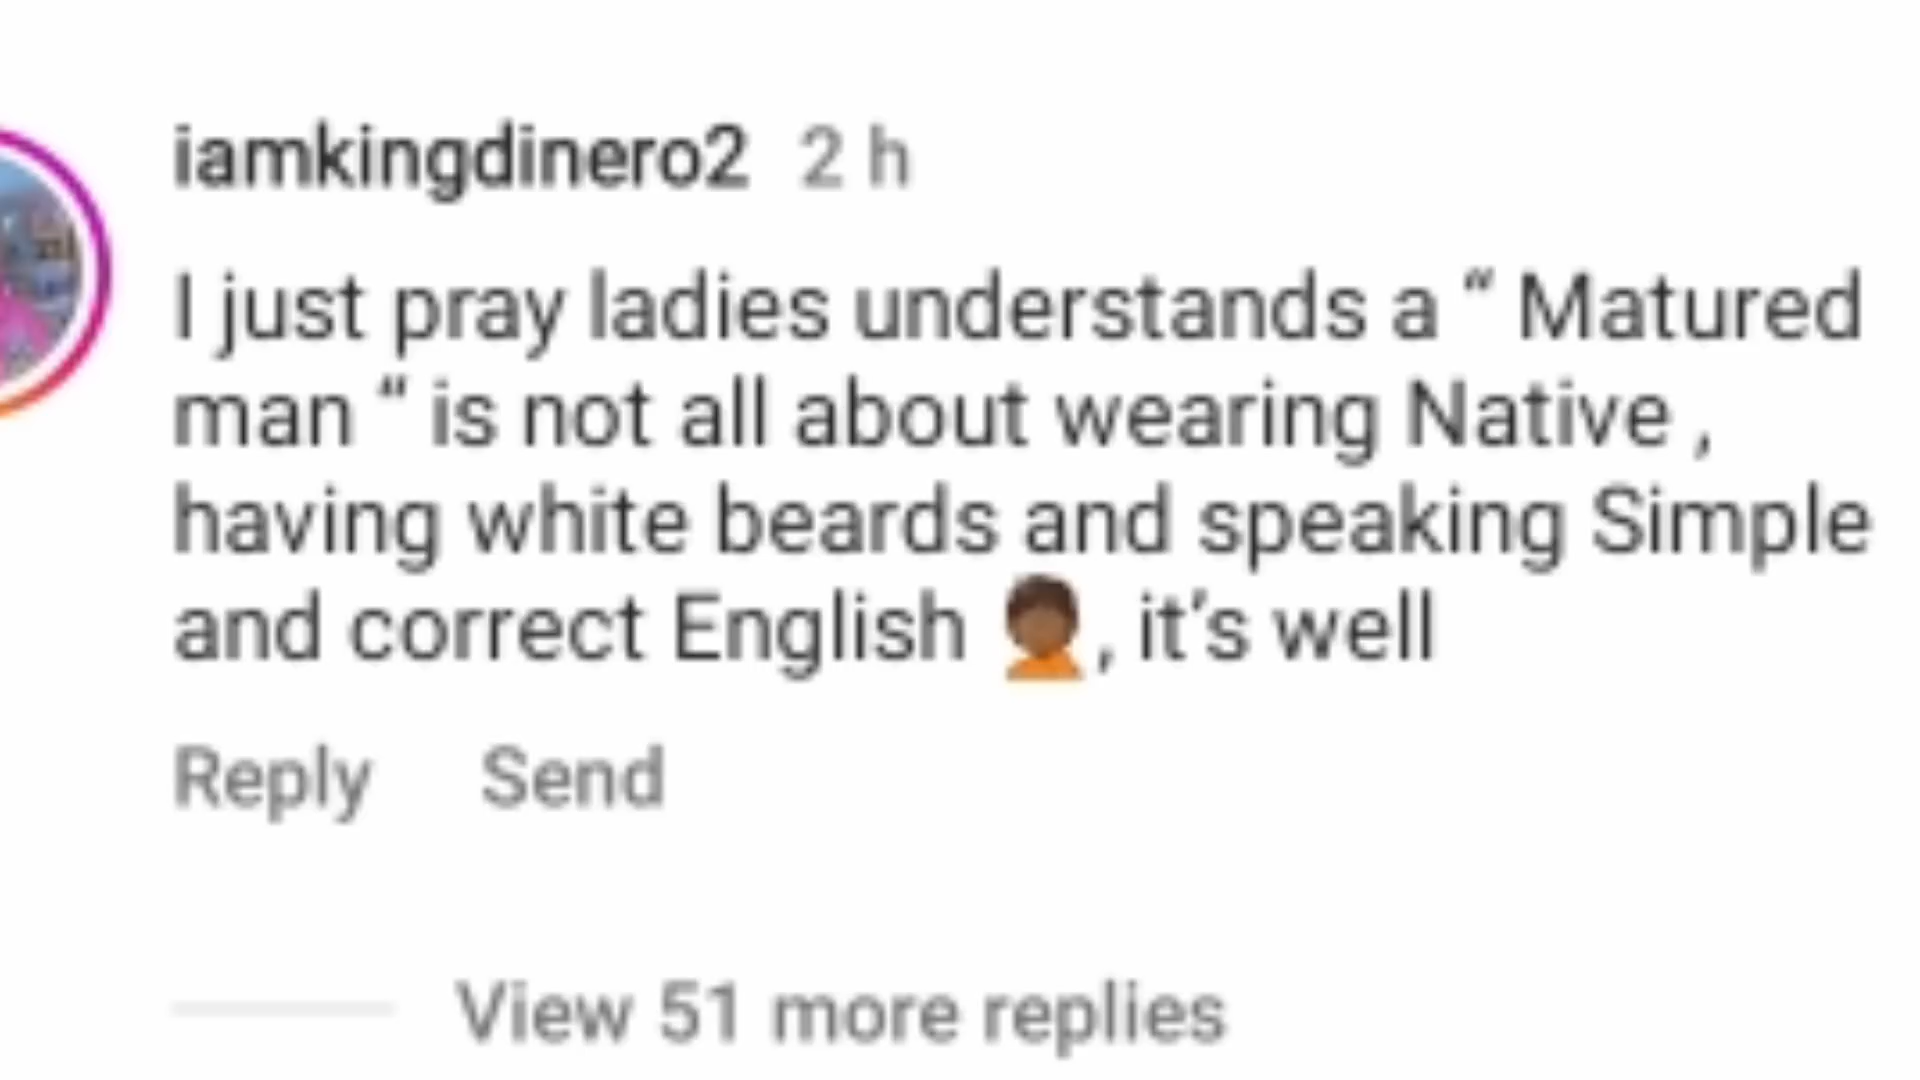 iamkingdinero2 2 h
I just pray ladies understands a “ Matured
man “ is not all about wearing Native ,
having white beards and speaking Simple
and correct English 🙎🏾, it’s well
Reply Send
View 51 more replies